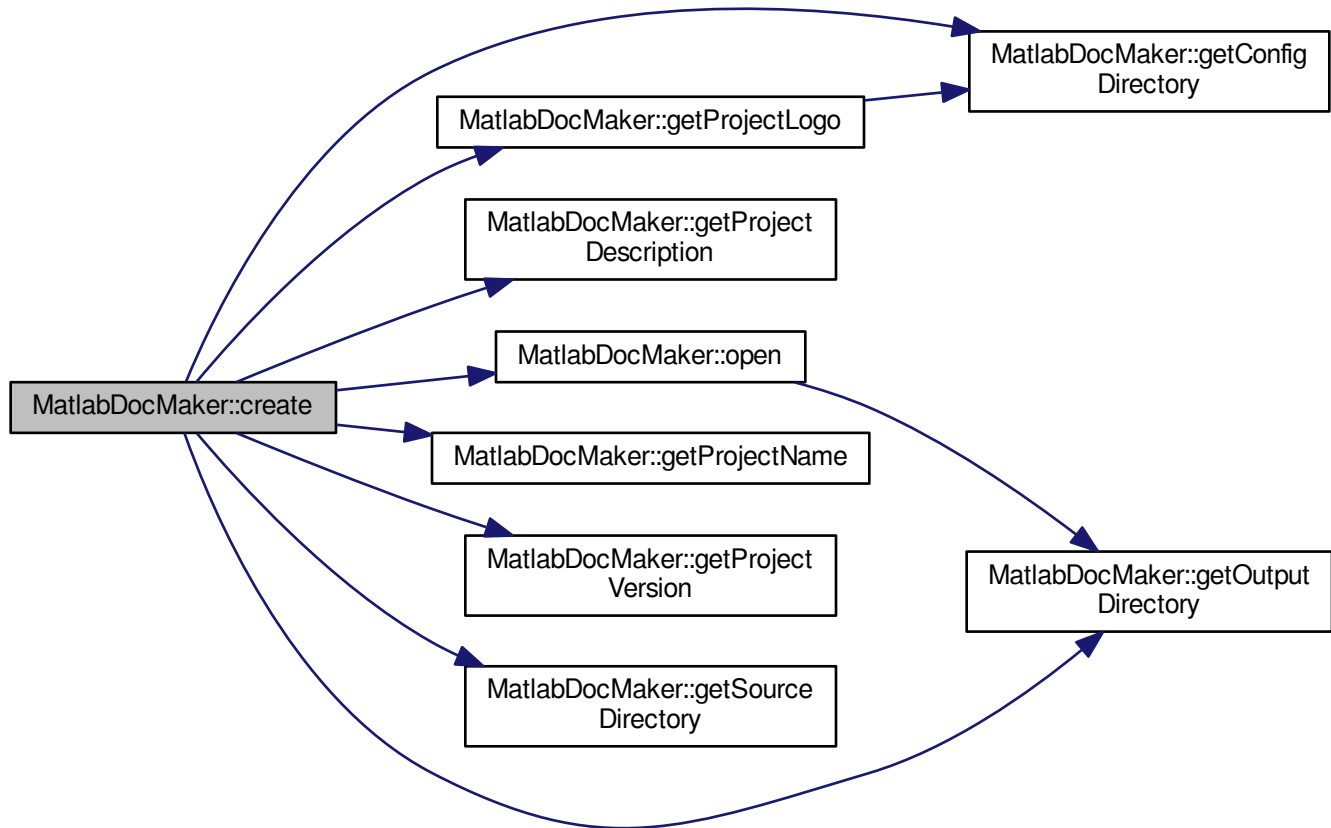 MatlabDocMaker::getConfig
Directory
MatlabDocMaker::getProjectLogo
MatlabDocMaker::getProject
Description
MatlabDocMaker::open
MatlabDocMaker::create
MatlabDocMaker::getProjectName
MatlabDocMaker::getProject
Version
MatlabDocMaker::getOutput
Directory
MatlabDocMaker::getSource
Directory